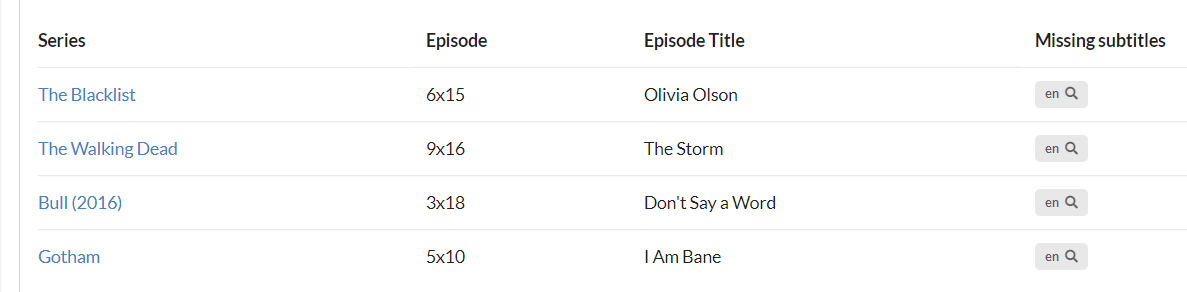 Series Episode Episode Title Missing subtitles
The Blacklist 6x15 Olivia Olson en
The Walking Dead 9x16 The Storm en
Bull (2016) 3x18 Don't Say a Word en
Gotham 5x10 I Am Bane en